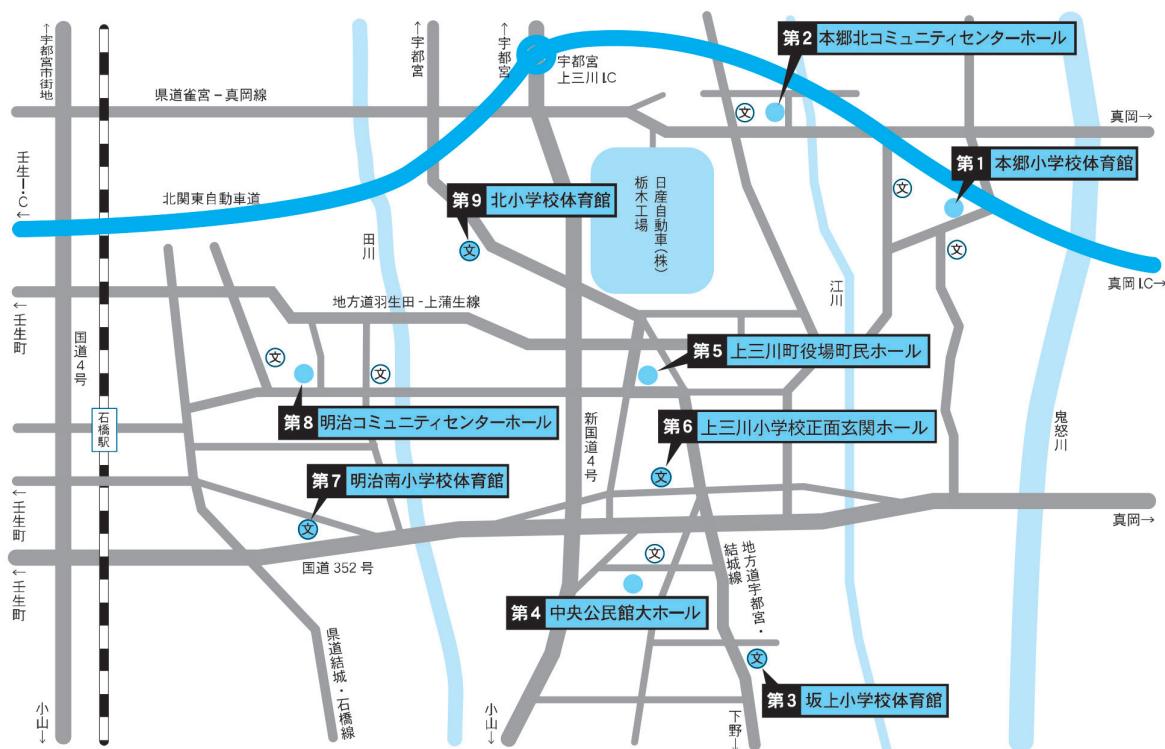 ←宇都宮市街地
←宇都宮
←宇都宮
宇都宮
上三川I.C
第2 本郷北コミュニティセンターホール
県道雀宮−真岡線
文
真岡→
第1 本郷小学校体育館
壬生I・C
←
北関東自動車道
第9 北小学校体育館
文
日産自動車(株)
栃木工場
文
文
田川
江川
真岡I.C→
←壬生町
国道4号
地方道羽生田-上蒲生線
第5 上三川町役場町民ホール
文
文
第8 明治コミュニティセンターホール
石橋駅
新国道4号
第6 上三川小学校正面玄関ホール
文
鬼怒川
第7 明治南小学校体育館
文
←壬生町
真岡→
国道352号
←壬生町
文
地方道宇都宮・
結城線
第4 中央公民館大ホール
県道結城・石橋線
文
第3 坂上小学校体育館
小山→
小山→
下野→